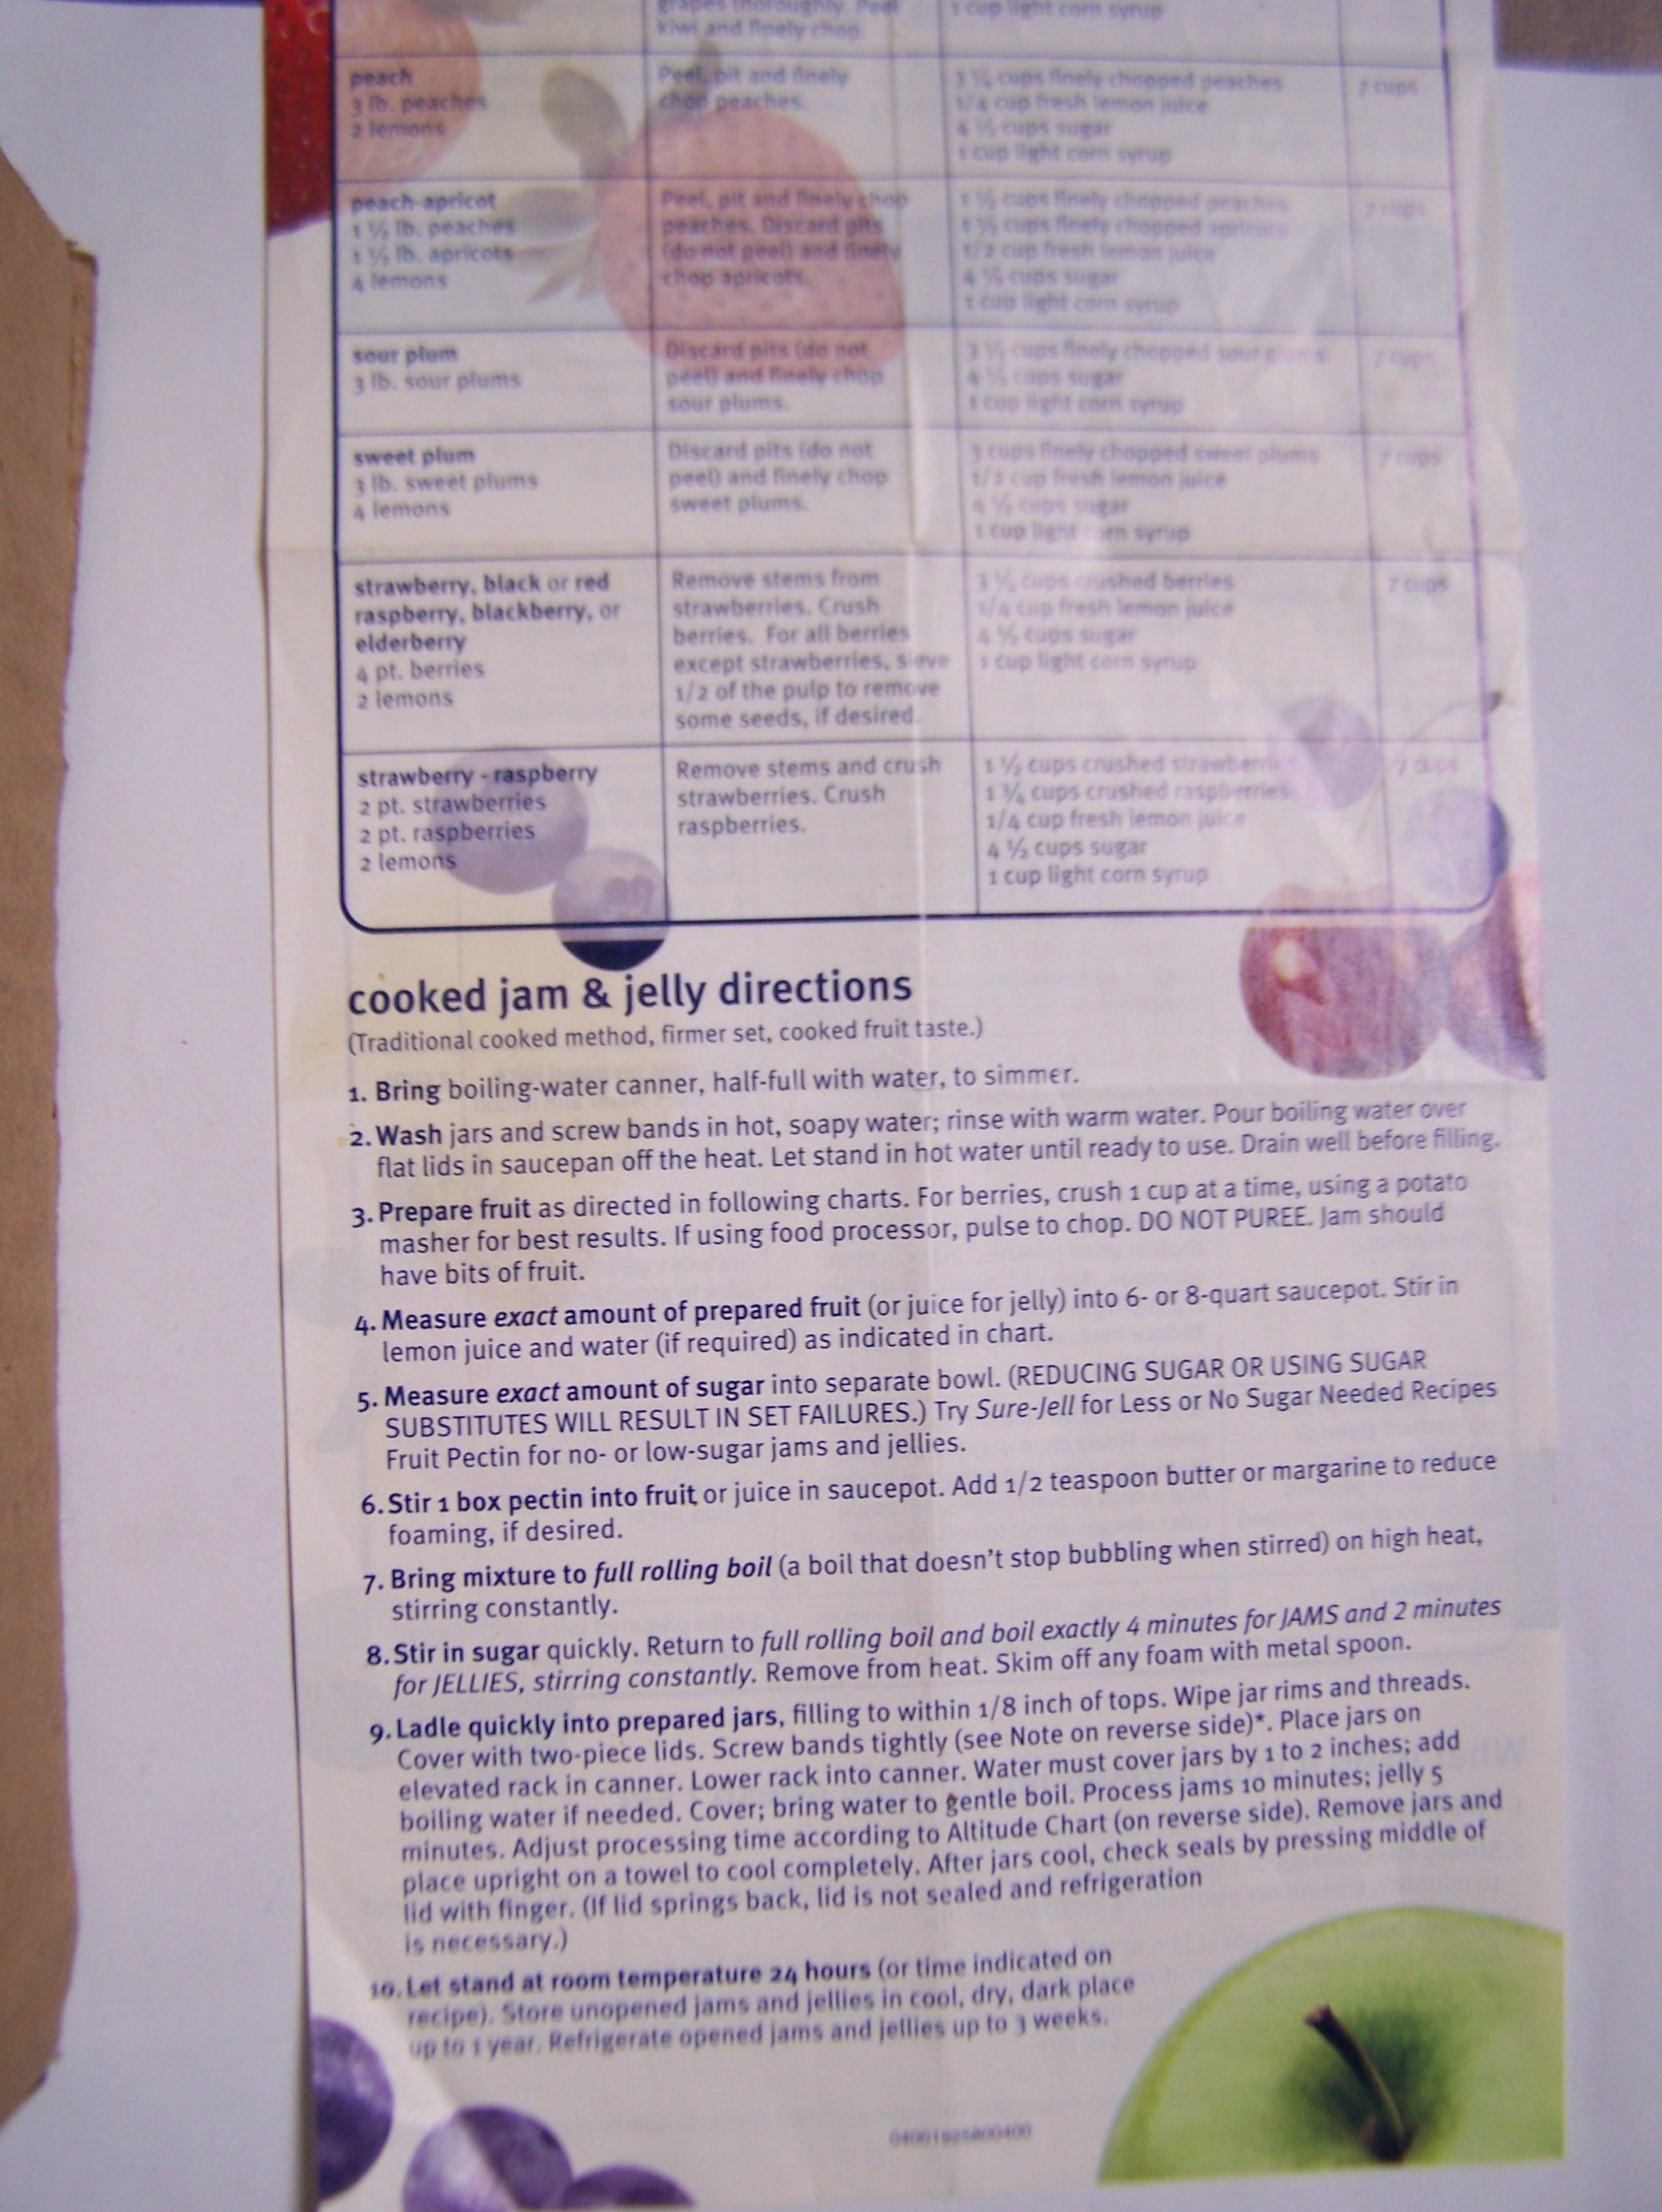 grapes thoroughly. Peel
kiwi and finely chop.
1 cup light corn syrup
peach
3 lb. peaches
2 lemons
Peel, pit and finely
chop peaches.
cups finely chopped peaches
1/4 cup fresh lemon juice
4 ½ cups sugar
1 cup light corn syrup
7 cups
peach-apricot
1 ½ lb. peaches
1 ½ lb. apricots
4 lemons
Peel, pit and finely chop
peaches. Discard pits
(do not peel) and finely
chop apricots.
cups finely chopped peaches
cups finely chopped apricots
1/2 cup fresh lemon juice
4 ½ cups sugar
1 cup light corn syrup
7 cups
sour plum
3 lb. sour plums
Discard pits (do not
peel) and finely chop
sour plums.
cups finely chopped sour plums
4 ½ cups sugar
1 cup light corn syrup
7 cups
sweet plum
3 lb. sweet plums
4 lemons
Discard pits (do not
peel) and finely chop
sweet plums.
3 cups finely chopped sweet plums
1/2 cup fresh lemon juice
4 ½ cups sugar
1 cup light corn syrup
7 cups
strawberry, black or red
raspberry, blackberry, or
elderberry
4 pt. berries
2 lemons
Remove stems from
strawberries. Crush
berries. For all berries
except strawberries, sieve
1/2 of the pulp to remove
some seeds, if desired.
cups crushed berries
1/4 cup fresh lemon juice
4 ½ cups sugar
1 cup light corn syrup
7 cups
strawberry - raspberry
2 pt. strawberries
2 pt. raspberries
2 lemons
Remove stems and crush
strawberries. Crush
raspberries.
1 ½ cups crushed strawberries
1 ¾ cups crushed raspberries
1/4 cup fresh lemon juice
4 ½ cups sugar
1 cup light corn syrup
7 cups
cooked jam & jelly directions
(Traditional cooked method, firmer set, cooked fruit taste.)
1. Bring boiling-water canner, half-full with water, to simmer.
2. Wash jars and screw bands in hot, soapy water; rinse with warm water. Pour boiling water over
flat lids in saucepan off the heat. Let stand in hot water until ready to use. Drain well before filling.
3. Prepare fruit as directed in following charts. For berries, crush 1 cup at a time, using a potato
masher for best results. If using food processor, pulse to chop. DO NOT PUREE. Jam should
have bits of fruit.
4. Measure exact amount of prepared fruit (or juice for jelly) into 6- or 8-quart saucepot. Stir in
lemon juice and water (if required) as indicated in chart.
5. Measure exact amount of sugar into separate bowl. (REDUCING SUGAR OR USING SUGAR
SUBSTITUTES WILL RESULT IN SET FAILURES.) Try Sure-Jell for Less or No Sugar Needed Recipes
Fruit Pectin for no- or low-sugar jams and jellies.
6. Stir 1 box pectin into fruit or juice in saucepot. Add 1/2 teaspoon butter or margarine to reduce
foaming, if desired.
7. Bring mixture to full rolling boil (a boil that doesn't stop bubbling when stirred) on high heat,
stirring constantly.
8. Stir in sugar quickly. Return to full rolling boil and boil exactly 4 minutes for JAMS and 2 minutes
for JELLIES, stirring constantly. Remove from heat. Skim off any foam with metal spoon.
9. Ladle quickly into prepared jars, filling to within 1/8 inch of tops. Wipe jar rims and threads.
Cover with two-piece lids. Screw bands tightly (see Note on reverse side)*. Place jars on
elevated rack in canner. Lower rack into canner. Water must cover jars by 1 to 2 inches; add
boiling water if needed. Cover; bring water to gentle boil. Process jams 10 minutes; jelly 5
minutes. Adjust processing time according to Altitude Chart (on reverse side). Remove jars and
place upright on a towel to cool completely. After jars cool, check seals by pressing middle of
lid with finger. (If lid springs back, lid is not sealed and refrigeration
is necessary.)
10. Let stand at room temperature 24 hours (or time indicated on
recipe). Store unopened jams and jellies in cool, dry, dark place
up to 1 year. Refrigerate opened jams and jellies up to 3 weeks.